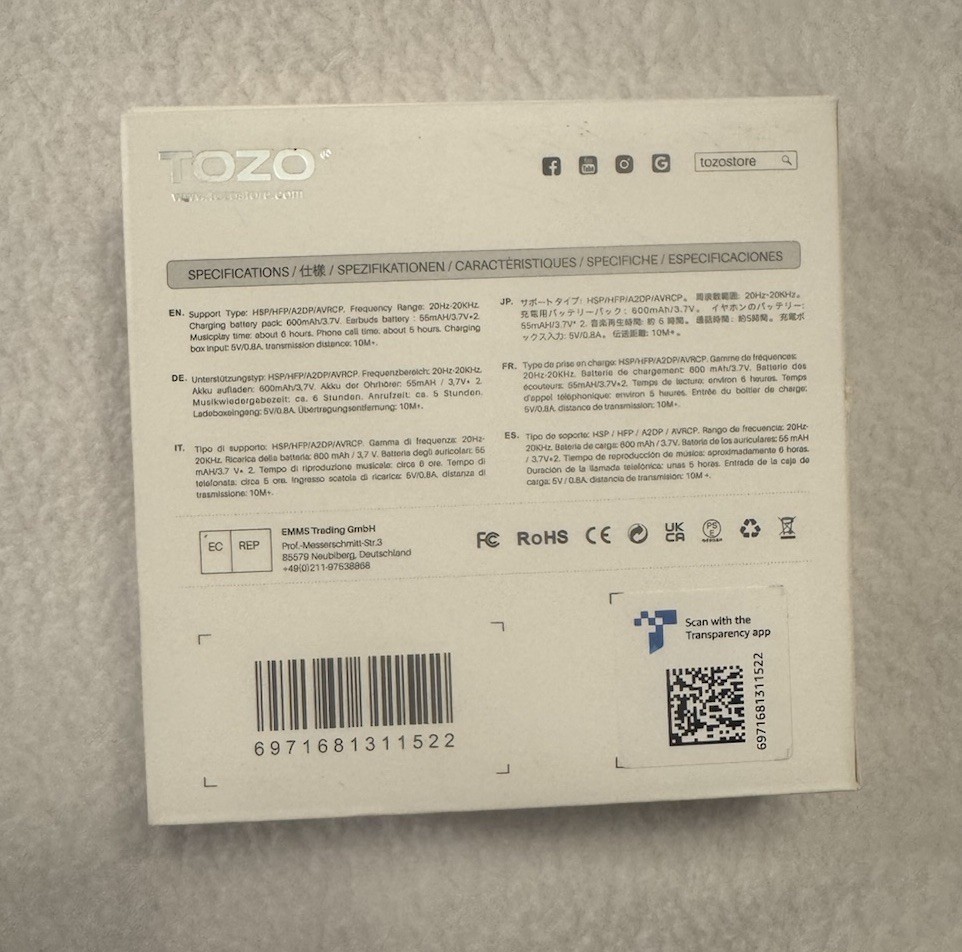 TOZO®
www.tozostore.com
tozostore
SPECIFICATIONS / 仕様 / SPEZIFIKATIONEN / CARACTÉRISTIQUES / SPECIFICHE / ESPECIFICACIONES
EN. Support Type: HSP/HFP/A2DP/AVRCP. Frequency Range: 20Hz-20KHz.
Charging battery pack: 600mAh/3.7V. Earbuds battery : 55mAH/3.7V*2.
Musicplay time: about 6 hours. Phone call time: about 5 hours. Charging
box input: 5V/0.8A. transmission distance: 10M+.
JP. サポートタイプ: HSP/HFP/A2DP/AVRCP。 周波数範囲: 20Hz-20KHz。
充電用バッテリーパック: 600mAh/3.7V。 イヤホンのバッテリー:
55mAH/3.7V* 2. 音楽再生時間: 約 6 時間。 通話時間: 約5時間。 充電ボ
ックス入力: 5V/0.8A。 伝送距離: 10M+。
DE. Unterstützungstyp: HSP/HFP/A2DP/AVRCP. Frequenzbereich: 20Hz-20KHz.
Akku aufladen: 600mAh/3,7V. Akku der Ohrhörer: 55mAH / 3,7V* 2.
Musikwiedergabezeit: ca. 6 Stunden. Anrufzeit: ca. 5 Stunden.
Ladeboxeingang: 5V/0.8A. Übertragungsentfernung: 10M+.
FR. Type de prise en charge: HSP/HFP/A2DP/AVRCP. Gamme de fréquences:
20Hz-20KHz. Batterie de chargement: 600 mAh/3.7V. Batterie des
écouteurs: 55mAH/3.7V*2. Temps de lecture: environ 6 heures. Temps
d'appel téléphonique: environ 5 heures. Entrée du boîtier de charge:
5V/0.8A. distance de transmission: 10M+.
IT. Tipo di supporto: HSP/HFP/A2DP/AVRCP. Gamma di frequenza: 20Hz-
20KHz. Ricarica della batteria: 600 mAh / 3,7 V. Batteria degli auricolari: 55
mAH/3.7 V* 2. Tempo di riproduzione musicale: circa 6 ore. Tempo di
telefonata: circa 5 ore. Ingresso scatola di ricarica: 5V/0.8A. distanza di
trasmissione: 10M+.
ES. Tipo de soporte: HSP / HFP / A2DP / AVRCP. Rango de frecuencia: 20Hz-
20KHz. Batería de carga: 600 mAh / 3.7V. Batería de los auriculares: 55 mAH
/ 3.7V*2. Tiempo de reproducción de música: aproximadamente 6 horas.
Duración de la llamada telefónica: unas 5 horas. Entrada de la caja de
carga: 5V / 0.8A. distancia de transmisión: 10M +.
EC REP
EMMS Trading GmbH
Prof.-Messerschmitt-Str.3
85579 Neubiberg, Deutschland
+49(0)211-97538868
FC RoHS CE UK
CA PS
E
6971681311522
Scan with the
Transparency app
6971681311522